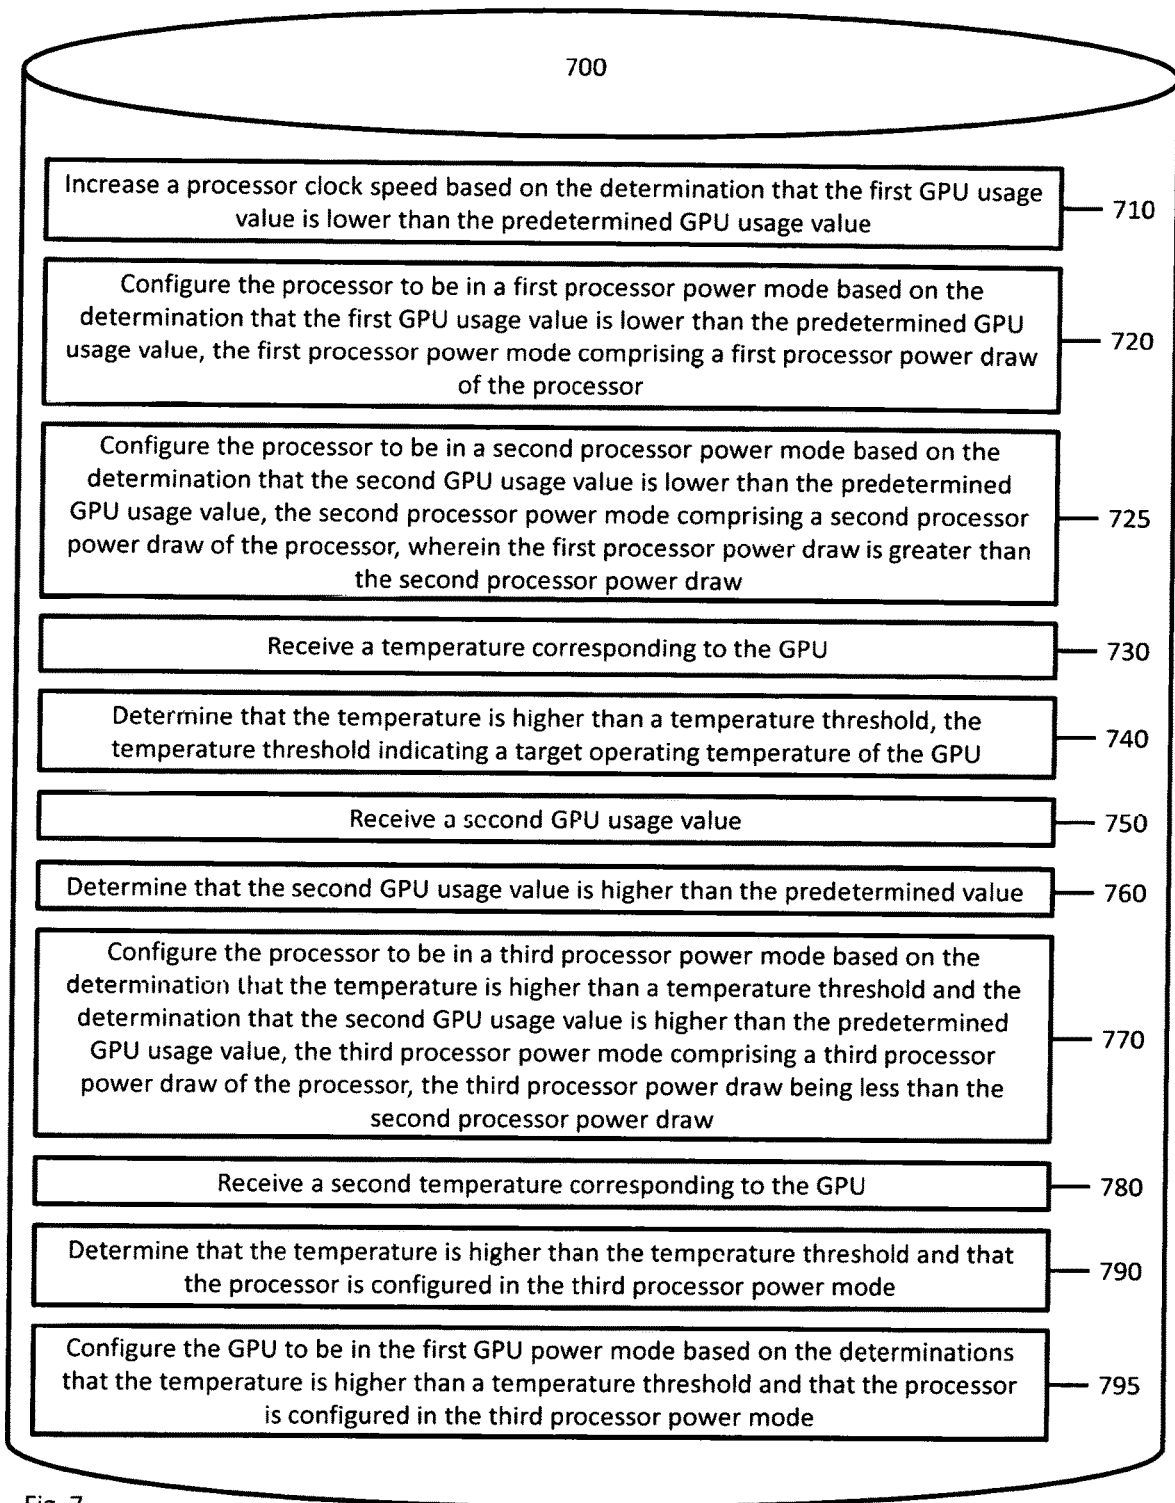 700
Increase a processor clock speed based on the determination that the first GPU usage
value is lower than the predetermined GPU usage value
710
Configure the processor to be in a first processor power mode based on the
determination that the first GPU usage value is lower than the predetermined GPU
usage value, the first processor power mode comprising a first processor power draw
of the processor
720
Configure the processor to be in a second processor power mode based on the
determination that the second GPU usage value is lower than the predetermined
GPU usage value, the second processor power mode comprising a second processor
power draw of the processor, wherein the first processor power draw is greater than
the second processor power draw
725
Receive a temperature corresponding to the GPU
730
Determine that the temperature is higher than a temperature threshold, the
temperature threshold indicating a target operating temperature of the GPU
740
Receive a second GPU usage value
750
Determine that the second GPU usage value is higher than the predetermined value
760
Configure the processor to be in a third processor power mode based on the
determination that the temperature is higher than a temperature threshold and the
determination that the second GPU usage value is higher than the predetermined
GPU usage value, the third processor power mode comprising a third processor
power draw of the processor, the third processor power draw being less than the
second processor power draw
770
Receive a second temperature corresponding to the GPU
780
Determine that the temperature is higher than the temperature threshold and that
the processor is configured in the third processor power mode
790
Configure the GPU to be in the first GPU power mode based on the determinations
that the temperature is higher than a temperature threshold and that the processor
is configured in the third processor power mode
795
Fig. 7